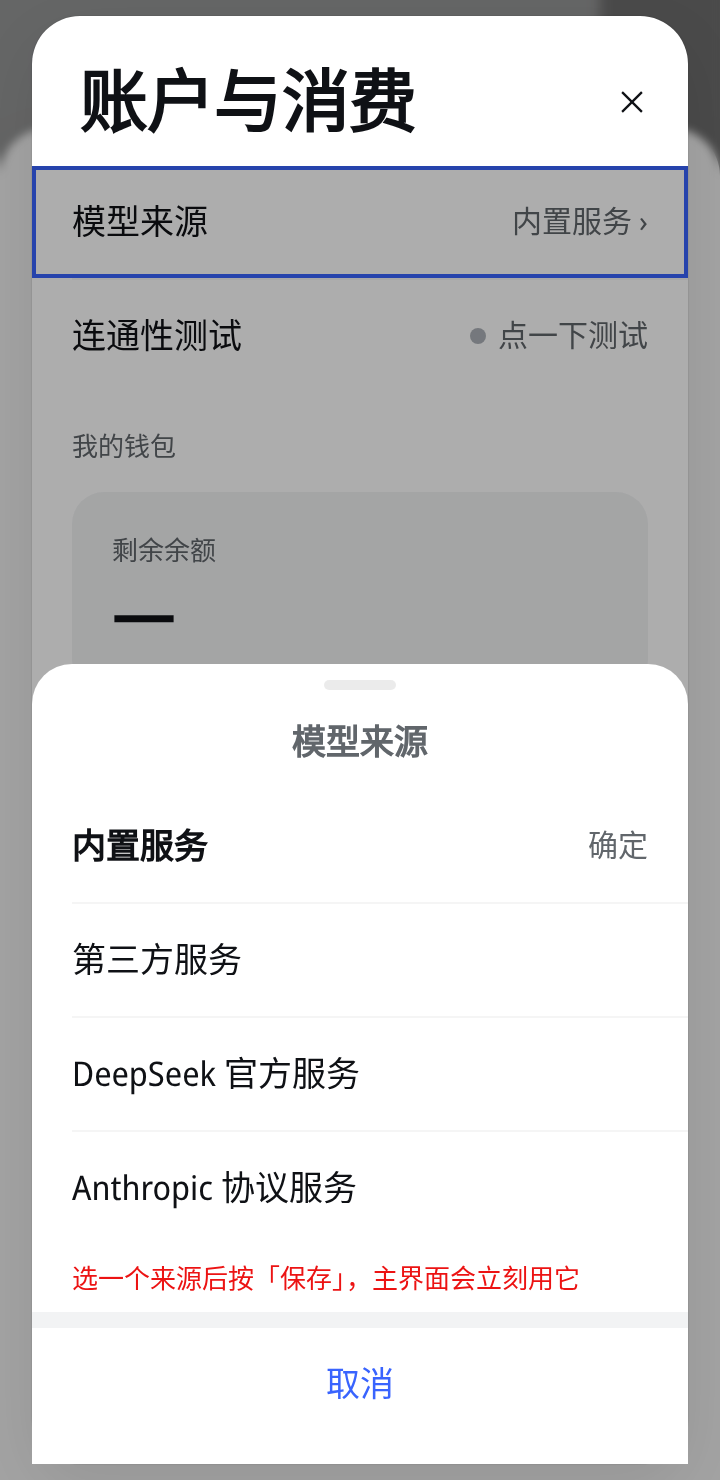 账户与消费
模型来源 内置服务 ›
连通性测试 点一下测试
我的钱包
剩余余额
—
模型来源
内置服务 确定
第三方服务
DeepSeek 官方服务
Anthropic 协议服务
选一个来源后按「保存」，主界面会立刻用它
取消